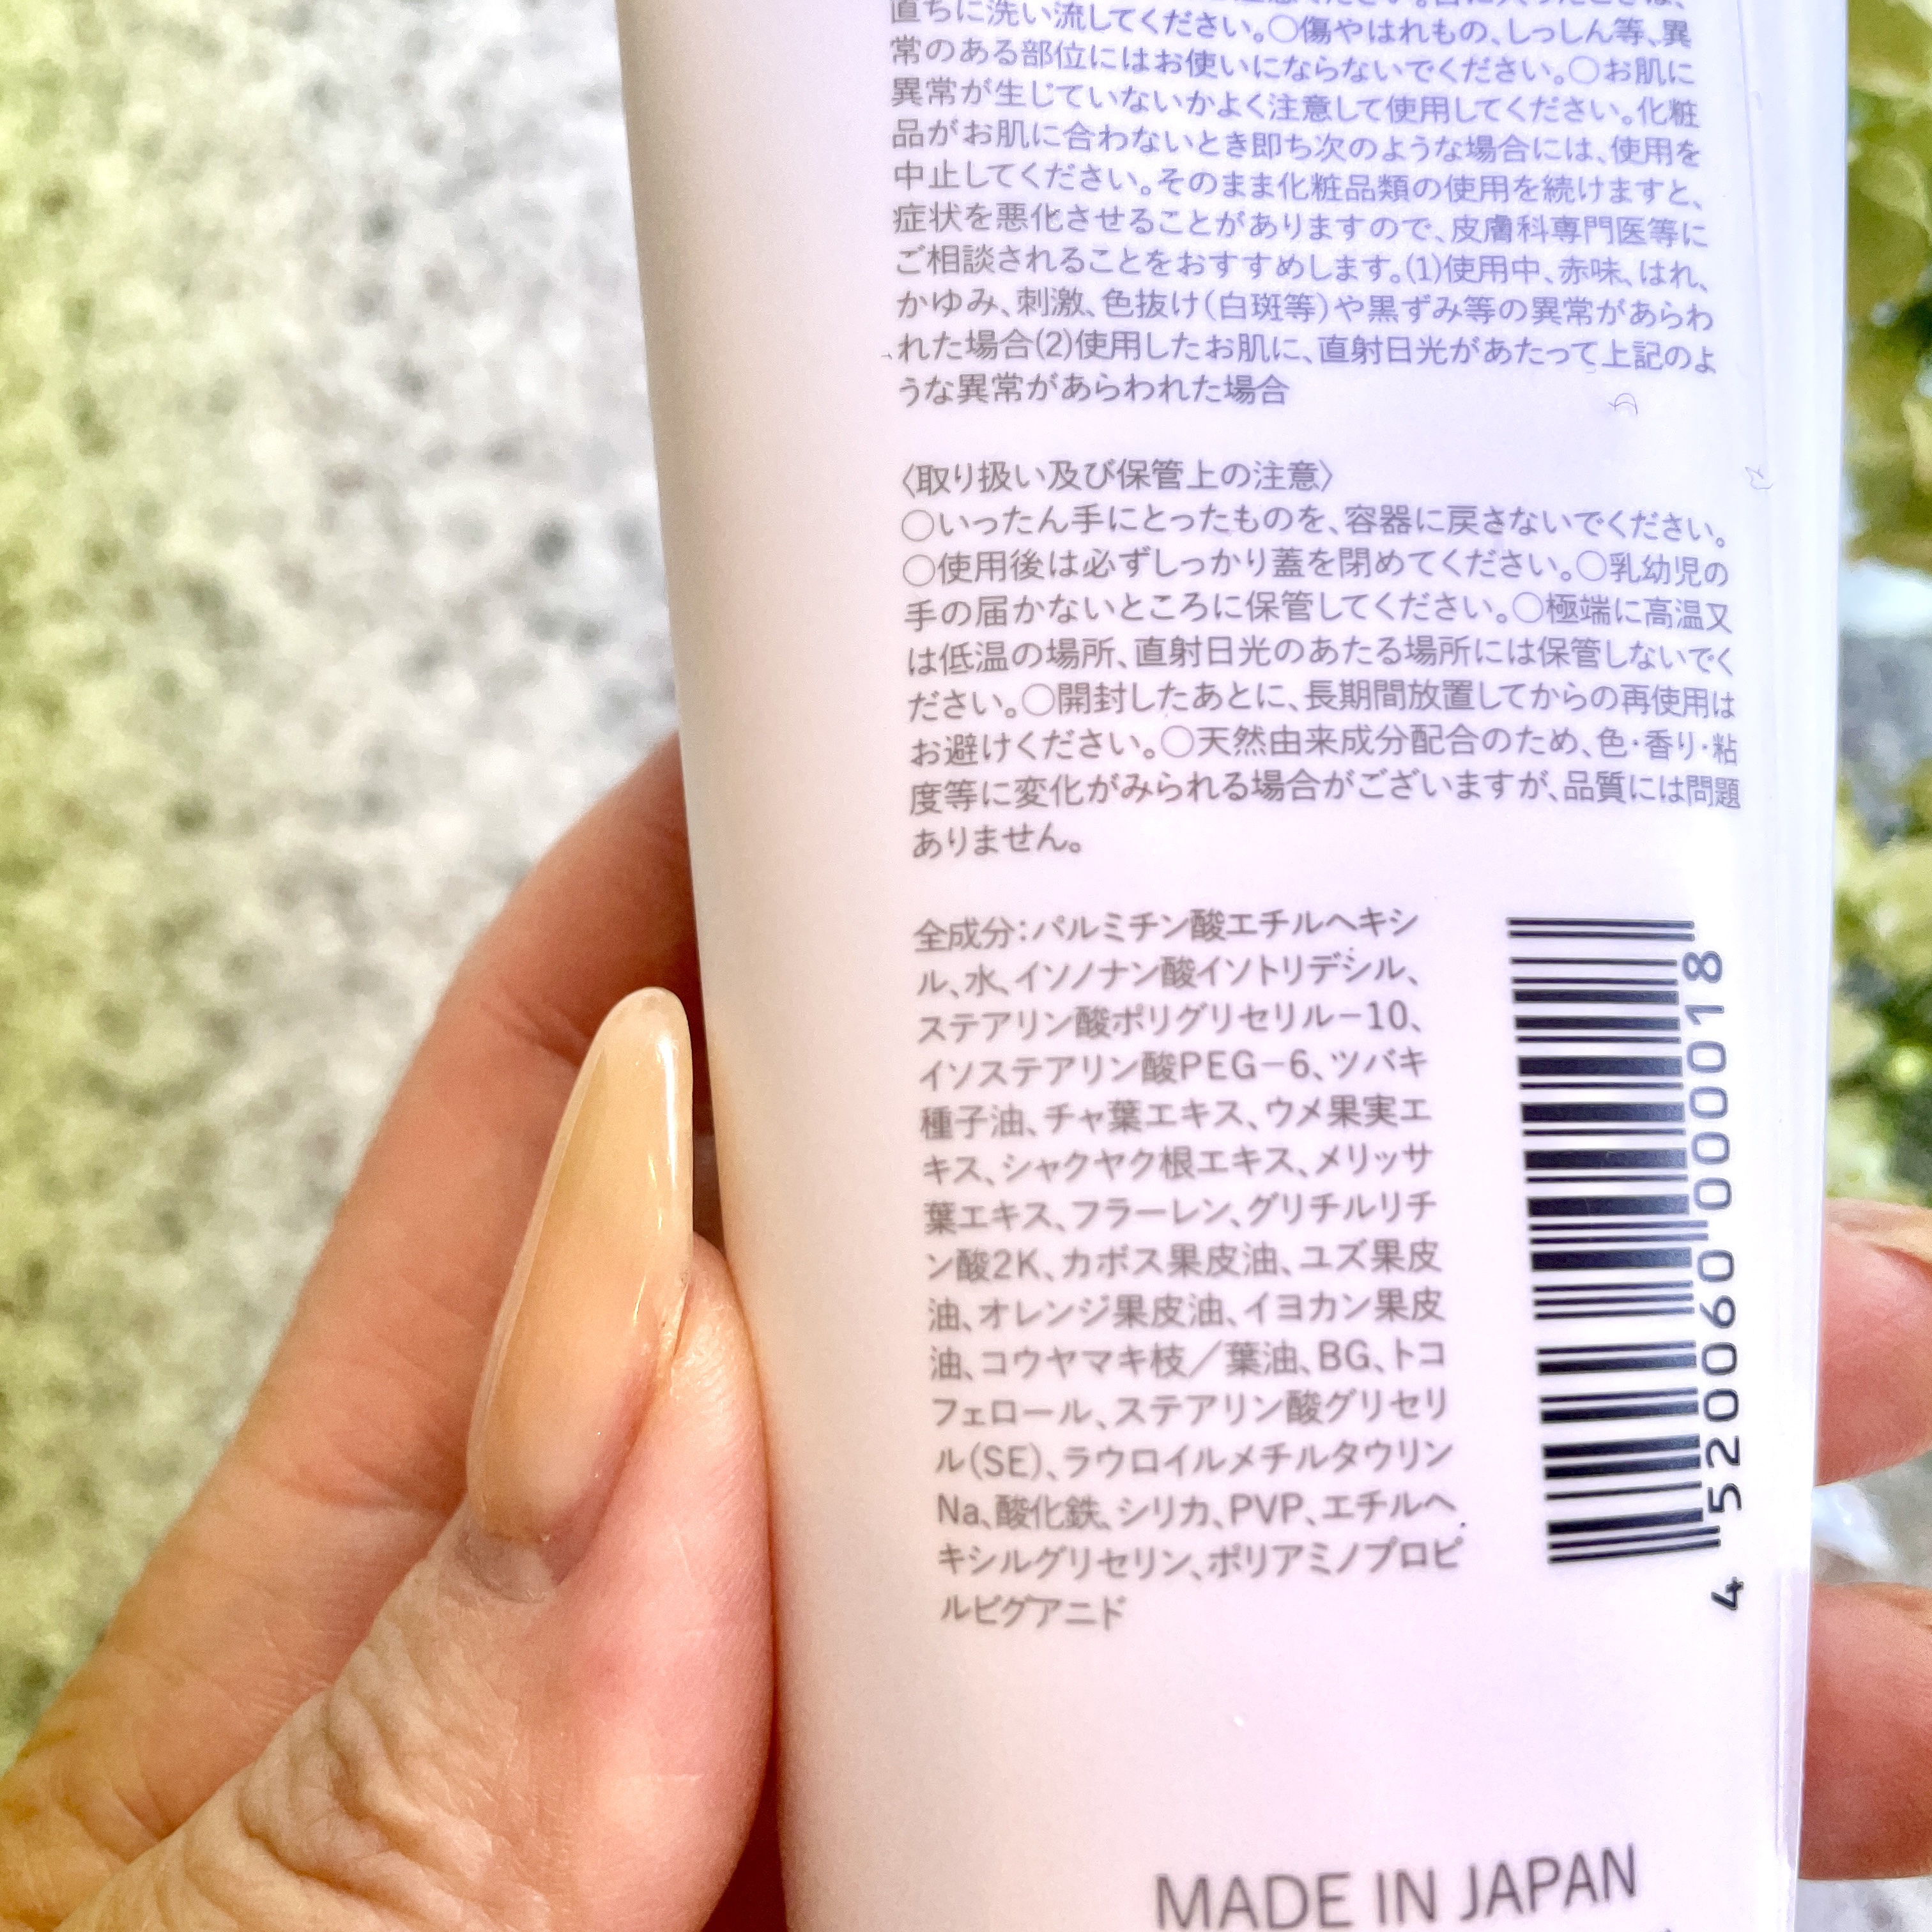 直ちに洗い流してください。○傷やはれもの、しっしん等、異
常のある部位にはお使いにならないでください。○お肌に
異常が生じていないかよく注意して使用してください。化粧
品がお肌に合わないとき即ち次のような場合には、使用を
中止してください。そのまま化粧品類の使用を続けますと、
症状を悪化させることがありますので、皮膚科専門医等に
ご相談されることをおすすめします。(1)使用中、赤味、はれ、
かゆみ、刺激、色抜け(白斑等)や黒ずみ等の異常があらわ
れた場合(2)使用したお肌に、直射日光があたって上記のよ
うな異常があらわれた場合
〈取り扱い及び保管上の注意〉
○いったん手にとったものを、容器に戻さないでください。
○使用後は必ずしっかり蓋を閉めてください。○乳幼児の
手の届かないところに保管してください。○極端に高温又
は低温の場所、直射日光のあたる場所には保管しないでく
ださい。○開封したあとに、長期間放置してからの再使用は
お避けください。○天然由来成分配合のため、色・香り・粘
度等に変化がみられる場合がございますが、品質には問題
ありません。
全成分:パルミチン酸エチルヘキシ
ル、水、イソノナン酸イソトリデシル、
ステアリン酸ポリグリセリル−10、
イソステアリン酸PEG−6、ツバキ
種子油、チャ葉エキス、ウメ果実エ
キス、シャクヤク根エキス、メリッサ
葉エキス、フラーレン、グリチルリチ
ン酸2K、カボス果皮油、ユズ果皮
油、オレンジ果皮油、イヨカン果皮
油、コウヤマキ枝／葉油、BG、トコ
フェロール、ステアリン酸グリセリ
ル(SE)、ラウロイルメチルタウリン
Na、酸化鉄、シリカ、PVP、エチルヘ
キシルグリセリン、ポリアミノプロピ
ルビグアニド
4 520060 000018
MADE IN JAPAN